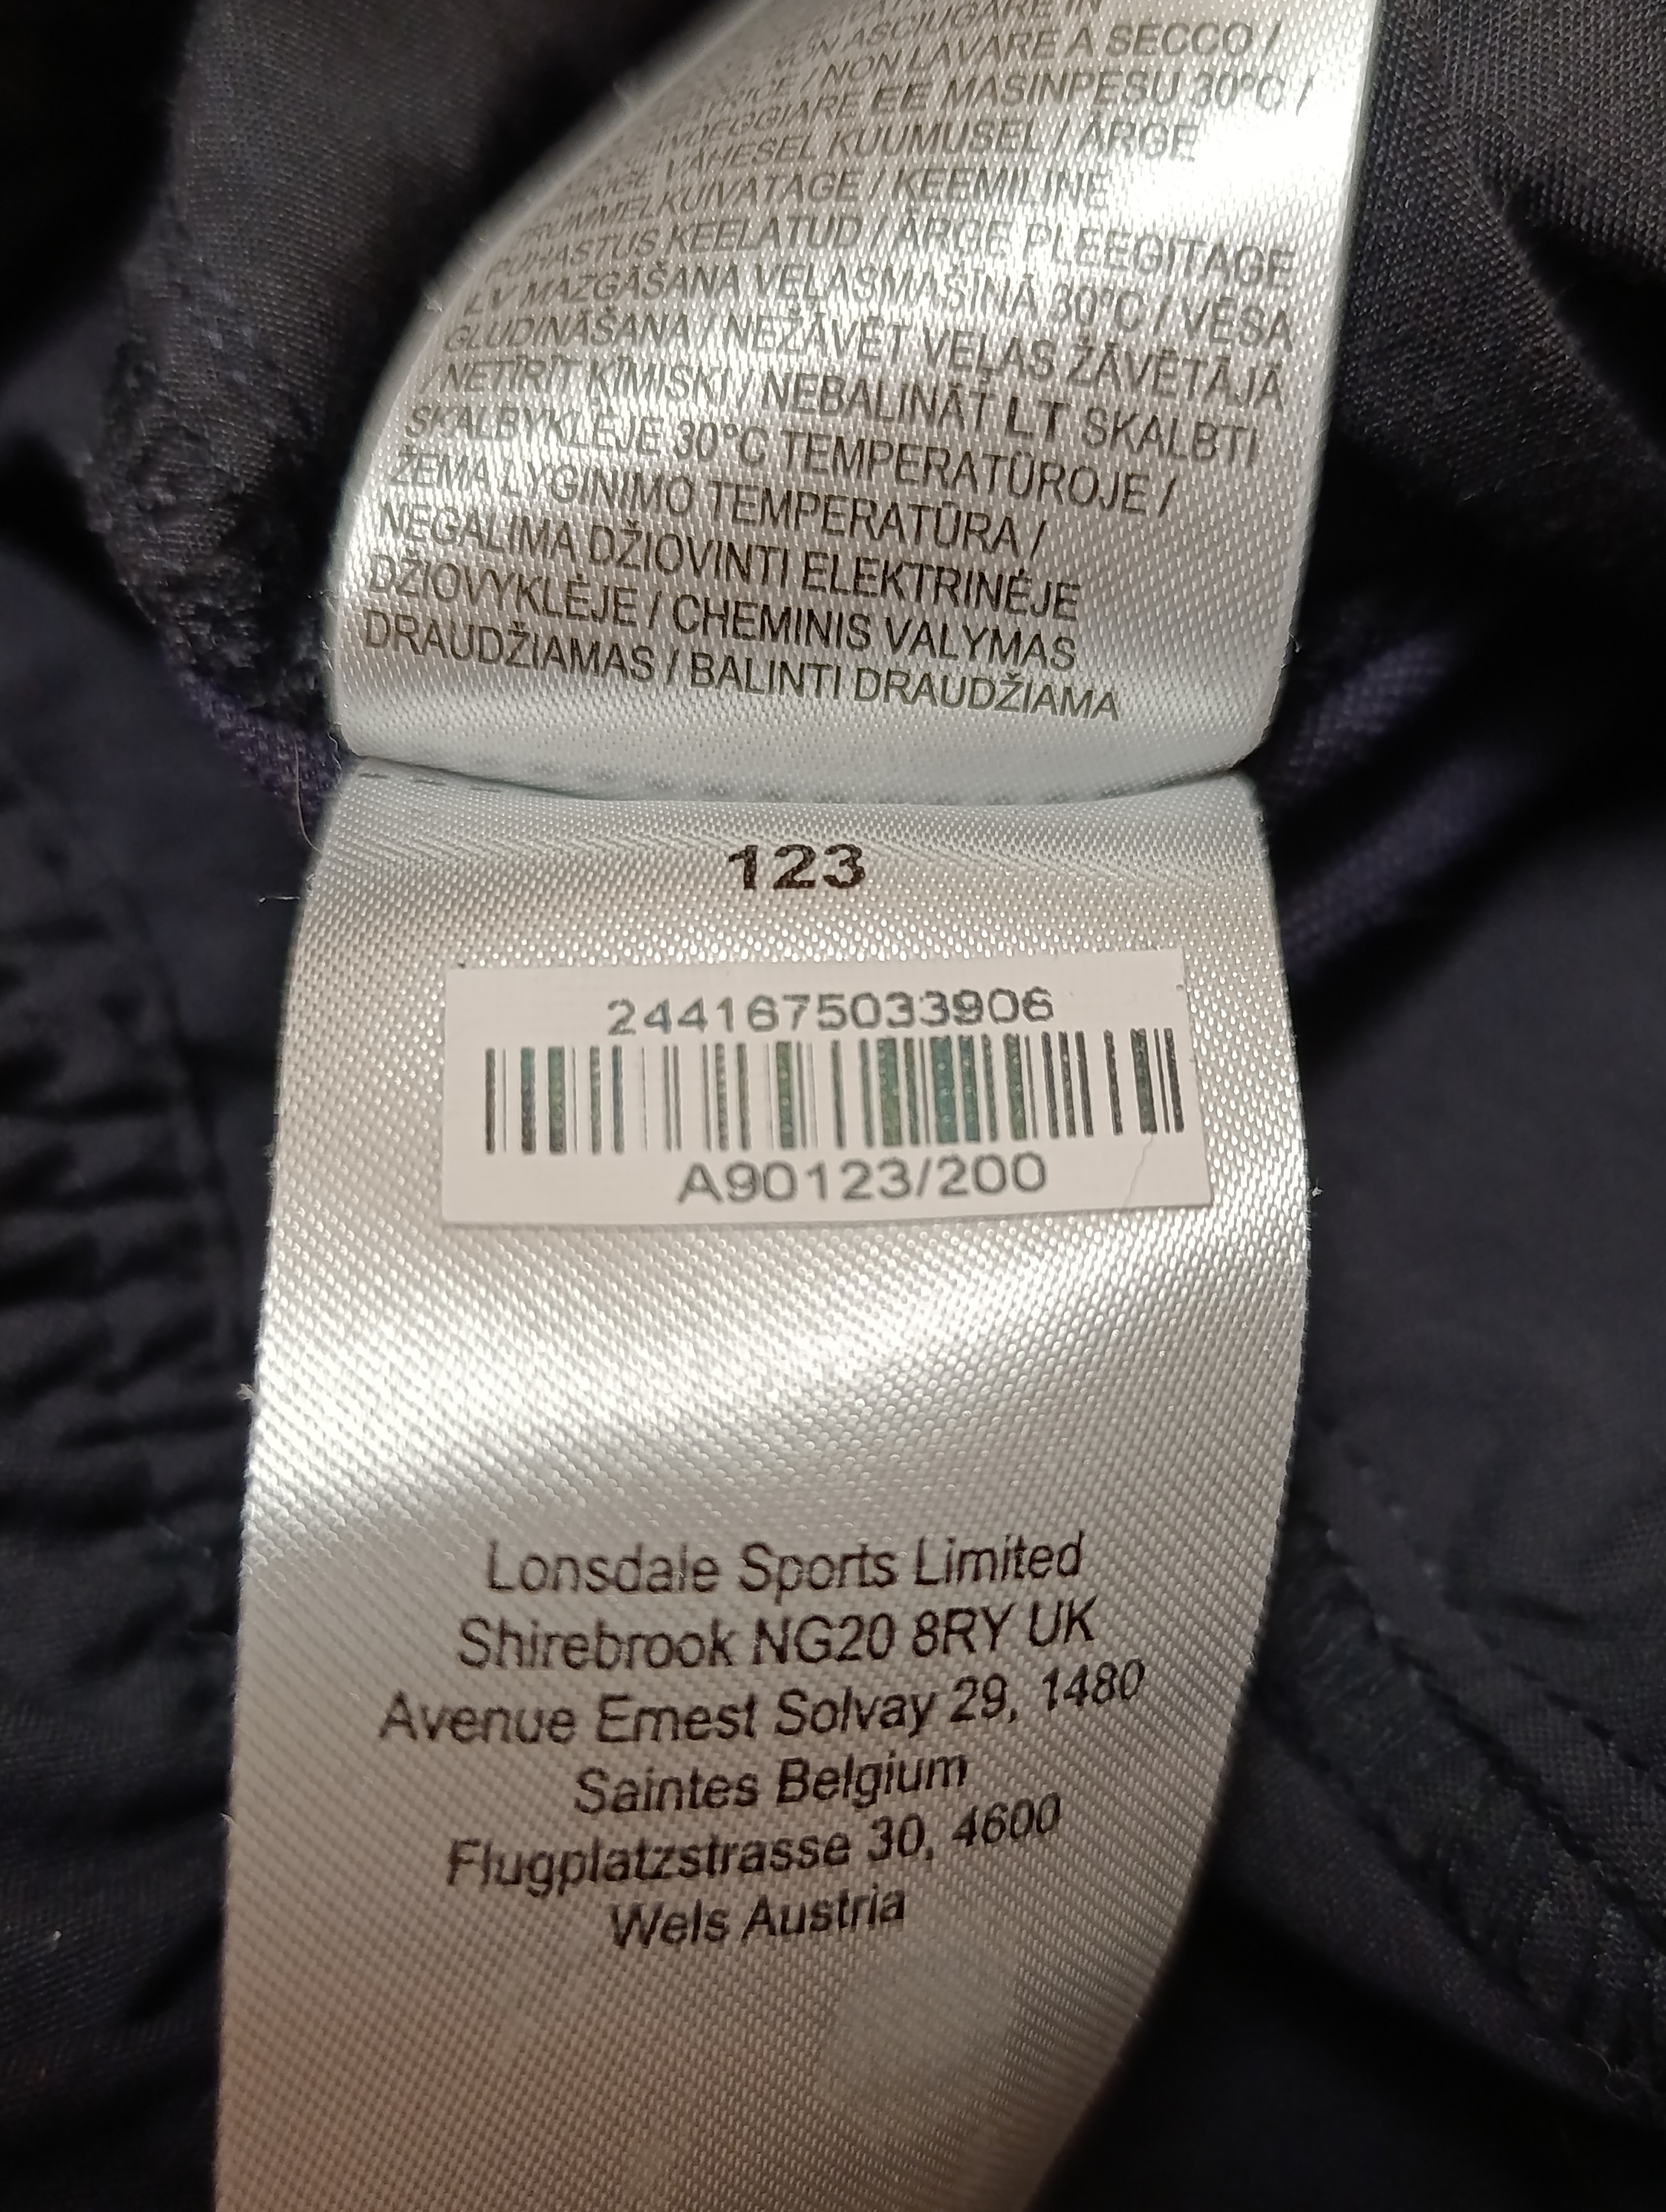 ASCIUGARE IN
/ NON LAVARE A SECCO /
EE MASINPESU 30°C /
VÄHESEL KUUMUSEL / ÄRGE
TRUMMELKUIVATAGE / KEEMILINE
PUHASTUS KEELATUD / ÄRGE PLEEGITAGE
LV MAZGĀŠANA VEĻASMAŠĪNĀ 30°C / VĒSA
GLUDINĀŠANA / NEŽĀVĒT VEĻAS ŽĀVĒTĀJĀ
/ NETĪRĪT ĶĪMISKI / NEBALINĀT LT SKALBTI
SKALBYKLĖJE 30°C TEMPERATŪROJE /
ŽEMA LYGINIMO TEMPERATŪRA /
NEGALIMA DŽIOVINTI ELEKTRINĖJE
DŽIOVYKLĖJE / CHEMINIS VALYMAS
DRAUDŽIAMAS / BALINTI DRAUDŽIAMA
123
2441675033906
A90123/200
Lonsdale Sports Limited
Shirebrook NG20 8RY UK
Avenue Ernest Solvay 29, 1480
Saintes Belgium
Flugplatzstrasse 30, 4600
Wels Austria